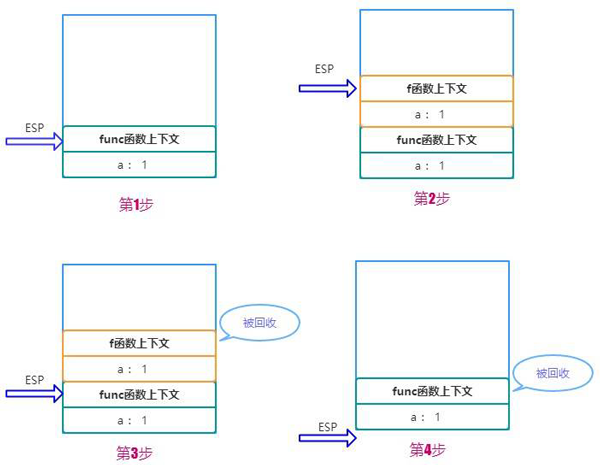 ESP
func函数上下文
a： 1
第1步
ESP
f函数上下文
a： 1
func函数上下文
a： 1
第2步
被回收
f函数上下文
a： 1
ESP
func函数上下文
a： 1
第3步
被回收
func函数上下文
a： 1
ESP
第4步